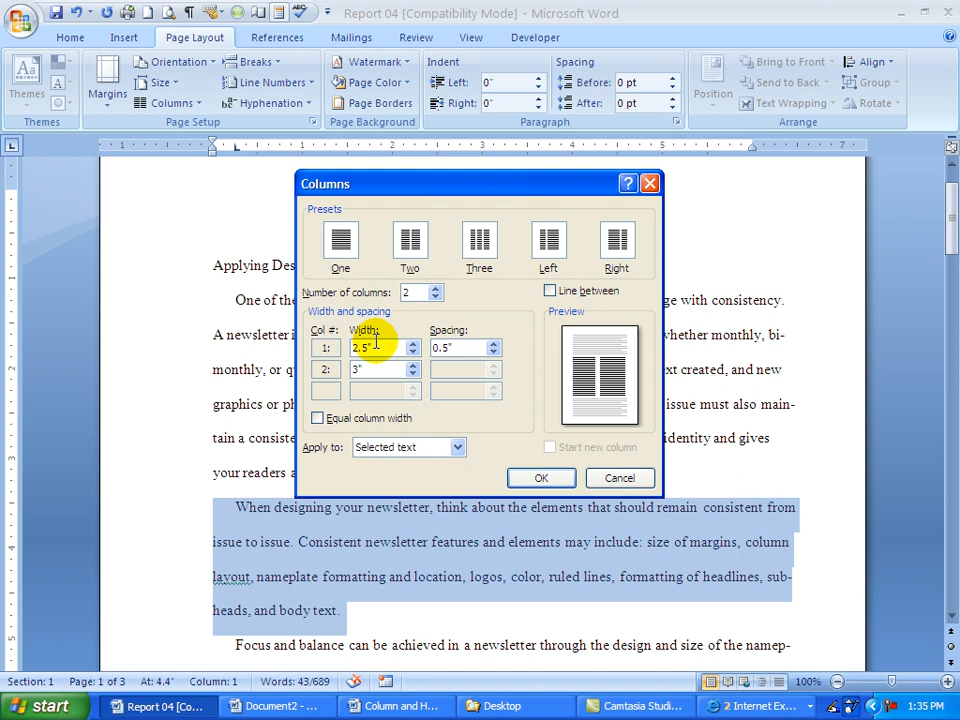 Report 04 [Compatibility Mode] - Microsoft Word
Home Insert Page Layout References Mailings Review View Developer
Themes Margins Orientation Breaks Watermark Indent Spacing Bring to Front Align
Size Line Numbers Page Color Left: 0" Before: 0 pt Position Send to Back Group
Columns Hyphenation Page Borders Right: 0" After: 0 pt Text Wrapping Rotate
Themes Page Setup Page Background Paragraph Arrange
1 1 2 3 4 5 7
Columns
Presets
One Two Three Left Right
Number of columns: 2 Line between
Width and spacing Preview
Col #: Width: Spacing:
1: 2.5" 0.5"
2: 3"
Equal column width
Apply to: Selected text Start new column
OK Cancel
Applying Des
One of the ge with consistency.
A newsletter i whether monthly, bi-
monthly, or q xt created, and new
graphics or ph issue must also main-
tain a consiste identity and gives
your readers a
When designing your newsletter, think about the elements that should remain consistent from
issue to issue. Consistent newsletter features and elements may include: size of margins, column
layout, nameplate formatting and location, logos, color, ruled lines, formatting of headlines, sub-
heads, and body text.
Focus and balance can be achieved in a newsletter through the design and size of the namep-
Section: 1 Page: 1 of 3 At: 4.4" Column: 1 Words: 43/689 100%
start Report 04 [Co... Document2 - ... Column and H... Desktop Camtasia Studi... 2 Internet Ex... 1:35 PM